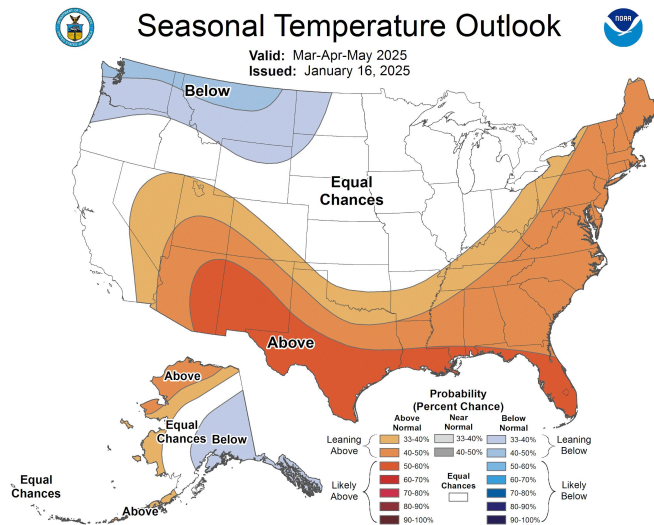 Seasonal Temperature Outlook
NOAA
Valid: Mar-Apr-May 2025
Issued: January 16, 2025
Below
Equal
Chances
Above
Above
Equal
Chances
Below
Equal
Chances
Above
Probability
(Percent Chance)
Above
Normal
Near
Normal
Below
Normal
Leaning
Above
33-40%
33-40%
33-40%
Leaning
Below
40-50%
40-50%
40-50%
Likely
Above
50-60%
50-60%
Likely
Below
60-70%
60-70%
70-80%
70-80%
80-90%
80-90%
90-100%
90-100%
Equal
Chances